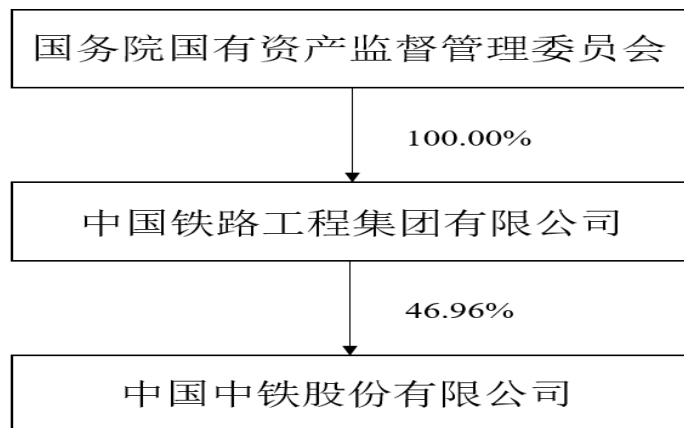 国务院国有资产监督管理委员会
100.00%
中国铁路工程集团有限公司
46.96%
中国中铁股份有限公司